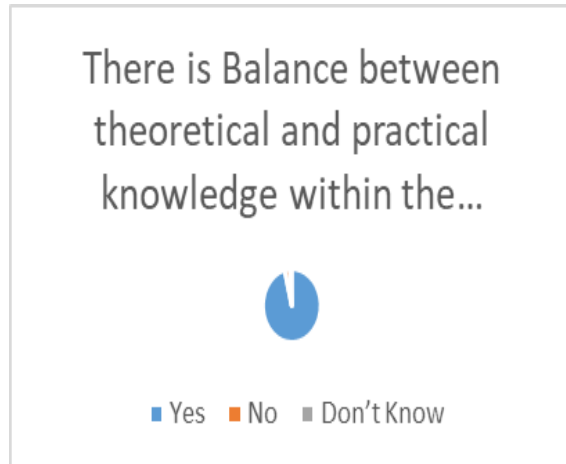 There is Balance between
theoretical and practical
knowledge within the...
Yes No Don't Know